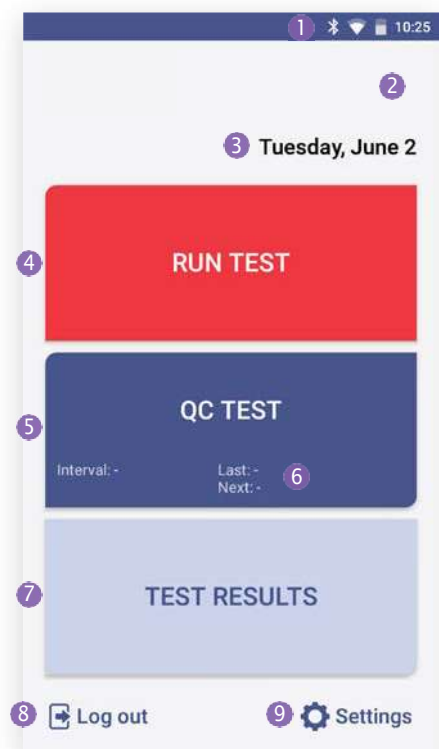 1 10:25
2
3 Tuesday, June 2
4 RUN TEST
5 QC TEST
Interval: - Last: - 6
Next: -
7 TEST RESULTS
8 Log out 9 Settings